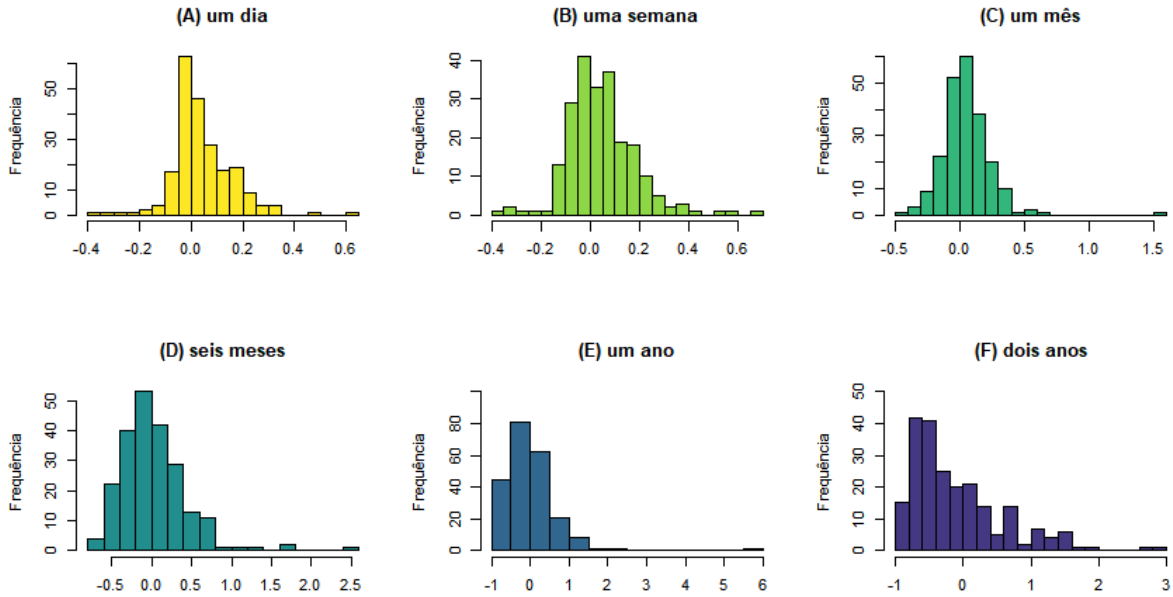 (A) um dia
Frequência
0 10 30 50
-0.4 -0.2 0.0 0.2 0.4 0.6
(B) uma semana
Frequência
0 10 20 30 40
-0.4 -0.2 0.0 0.2 0.4 0.6
(C) um mês
Frequência
0 10 30 50
-0.5 0.0 0.5 1.0 1.5
(D) seis meses
Frequência
0 10 20 30 40 50
-0.5 0.0 0.5 1.0 1.5 2.0 2.5
(E) um ano
Frequência
0 20 40 60 80
-1 0 1 2 3 4 5 6
(F) dois anos
Frequência
0 10 20 30 40 50
-1 0 1 2 3